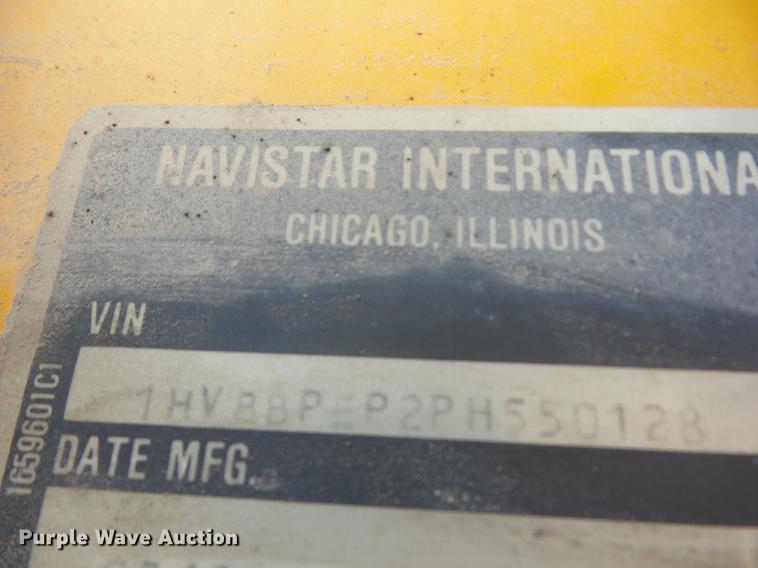 NAVISTAR INTERNATIONA
CHICAGO, ILLINOIS
VIN
1HVBBPEP2PH550128
DATE MFG.
1659601C1
Purple Wave Auction